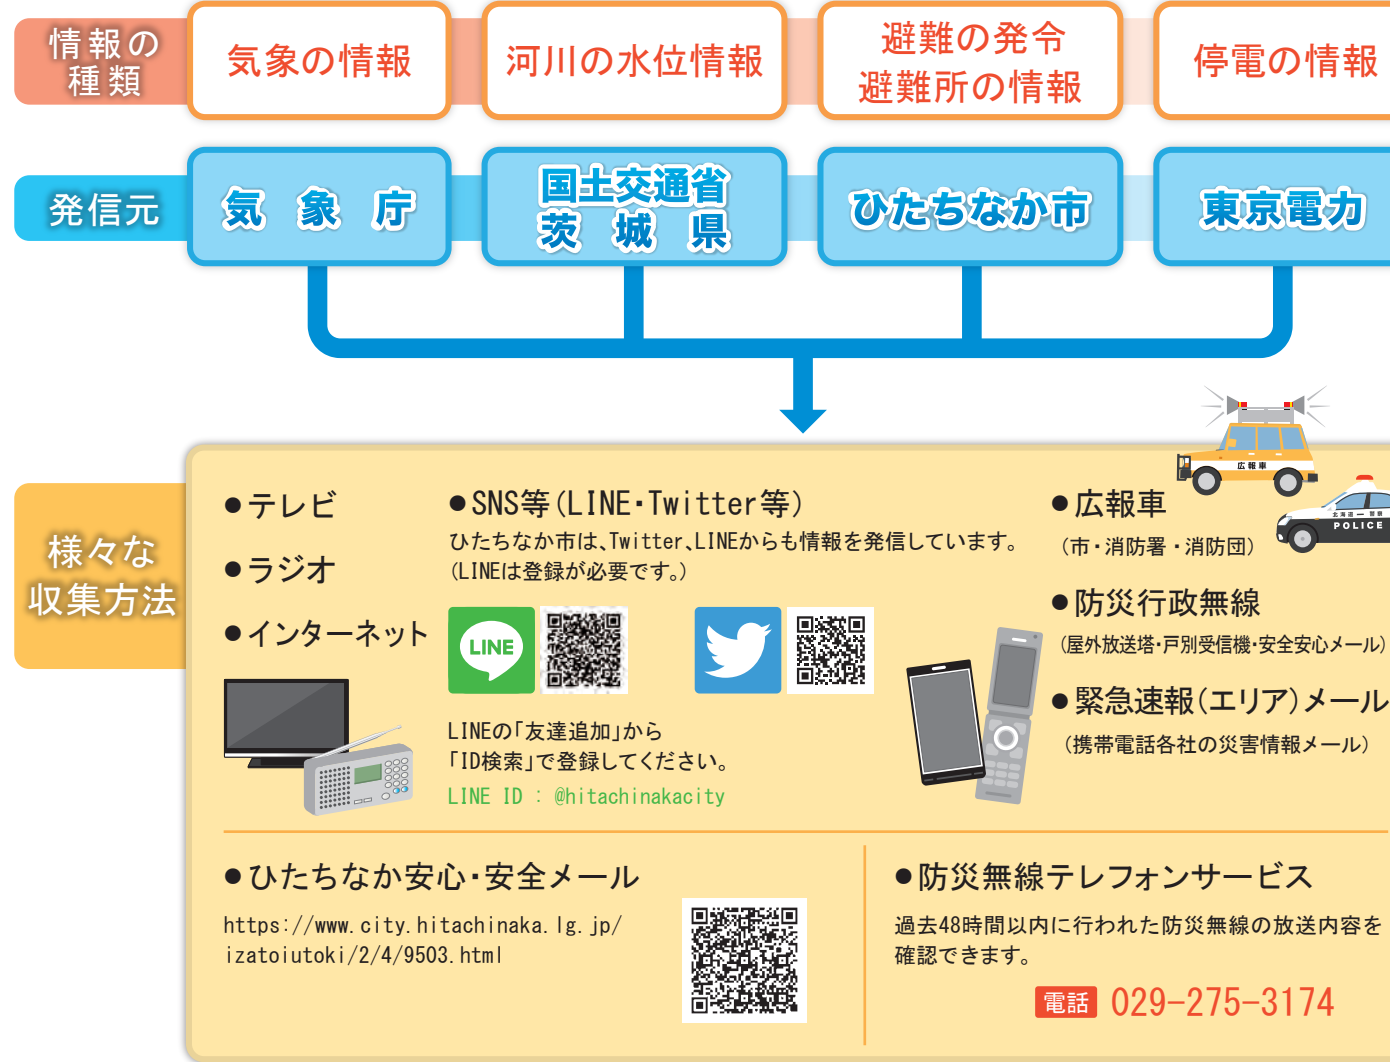 情報の
種類
気象の情報
河川の水位情報
避難の発令
避難所の情報
停電の情報
発信元
気象庁
国土交通省
茨城県
ひたちなか市
東京電力
様々な
収集方法
●テレビ
●ラジオ
●インターネット
●SNS等(LINE・Twitter等)
ひたちなか市は、Twitter、LINEからも情報を発信しています。
(LINEは登録が必要です。)
LINE
LINEの「友達追加」から
「ID検索」で登録してください。
LINE ID : @hitachinakacity
広報車
北海道一警察
POLICE
●広報車
(市・消防署・消防団)
●防災行政無線
(屋外放送塔・戸別受信機・安全安心メール)
●緊急速報(エリア)メール
(携帯電話各社の災害情報メール)
●ひたちなか安心・安全メール
https://www.city.hitachinaka.lg.jp/
izatoiutoki/2/4/9503.html
●防災無線テレフォンサービス
過去48時間以内に行われた防災無線の放送内容を
確認できます。
電話 029-275-3174